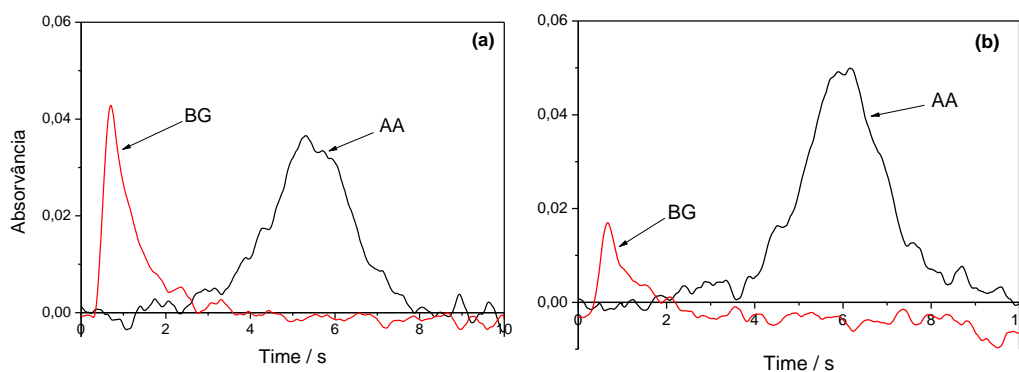 0,06
(a)
BG
AA
0,04
Absorvância
0,02
0,00
0 2 4 6 8 10
Time / s
0,06
(b)
AA
0,04
0,02
BG
0,00
0 2 4 6 8 10
Time / s